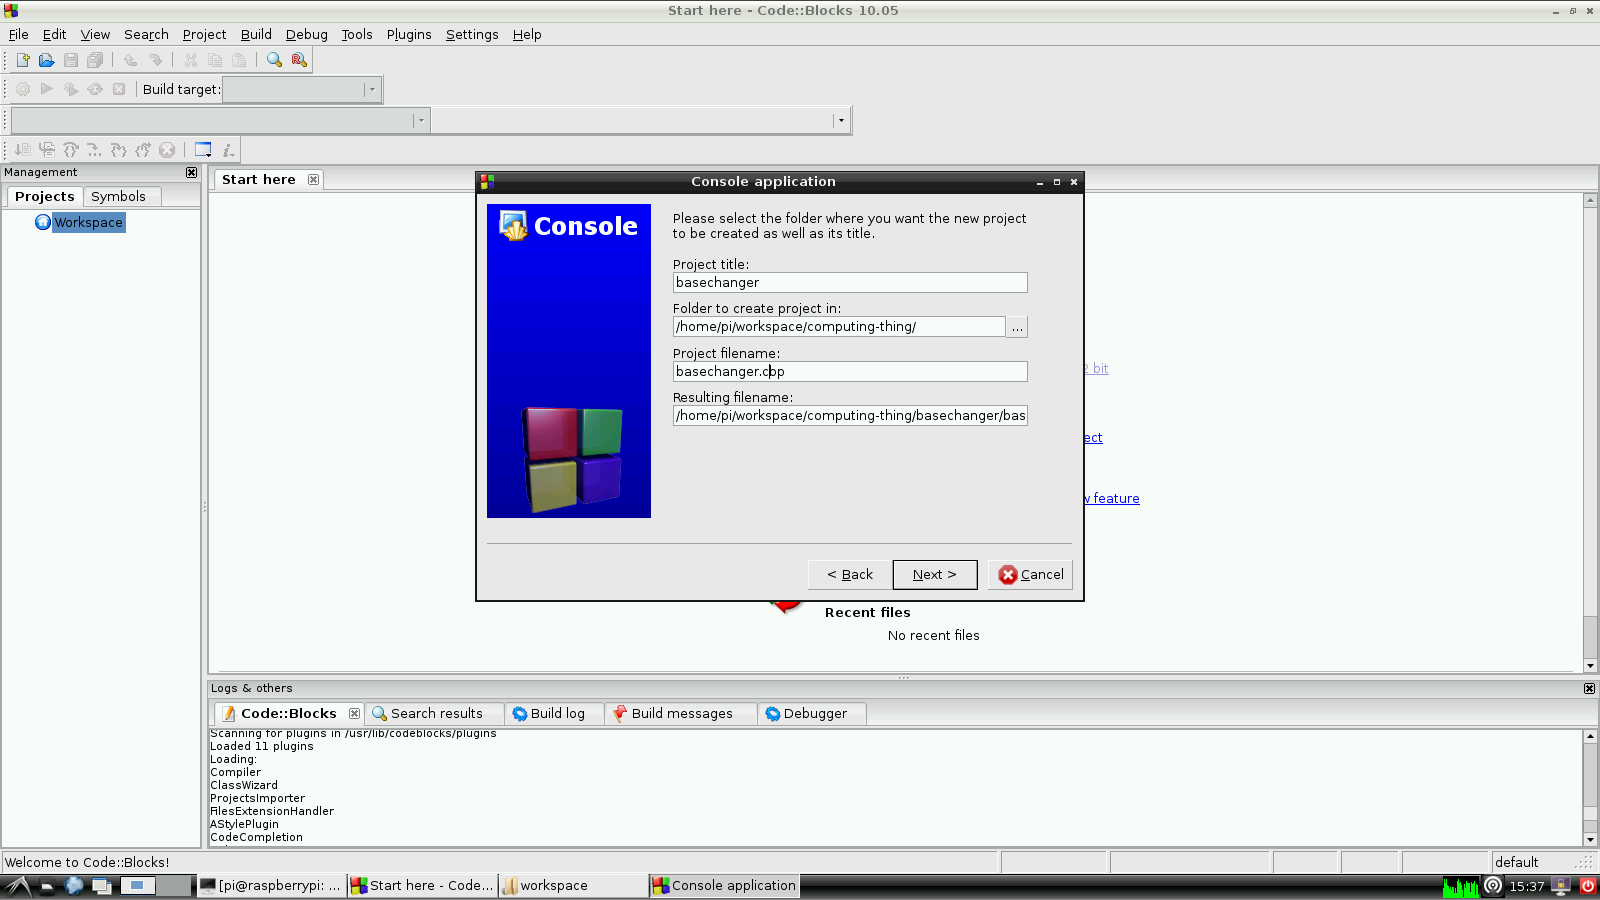 Start here - Code::Blocks 10.05
File Edit View Search Project Build Debug Tools Plugins Settings Help
Build target:
Management
Projects Symbols
Workspace
Start here
Console application
Console
Please select the folder where you want the new project
to be created as well as its title.
Project title:
basechanger
Folder to create project in:
/home/pi/workspace/computing-thing/
...
Project filename:
basechanger.cbp
Resulting filename:
/home/pi/workspace/computing-thing/basechanger/bas
< Back Next > Cancel
bit
ect
feature
Recent files
No recent files
Logs & others
Code::Blocks Search results Build log Build messages Debugger
Scanning for plugins in /usr/lib/codeblocks/plugins
Loaded 11 plugins
Loading:
Compiler
ClassWizard
ProjectsImporter
FilesExtensionHandler
AStylePlugin
CodeCompletion
Welcome to Code::Blocks!
default
[pi@raspberrypi: ... Start here - Code... workspace Console application
15:37